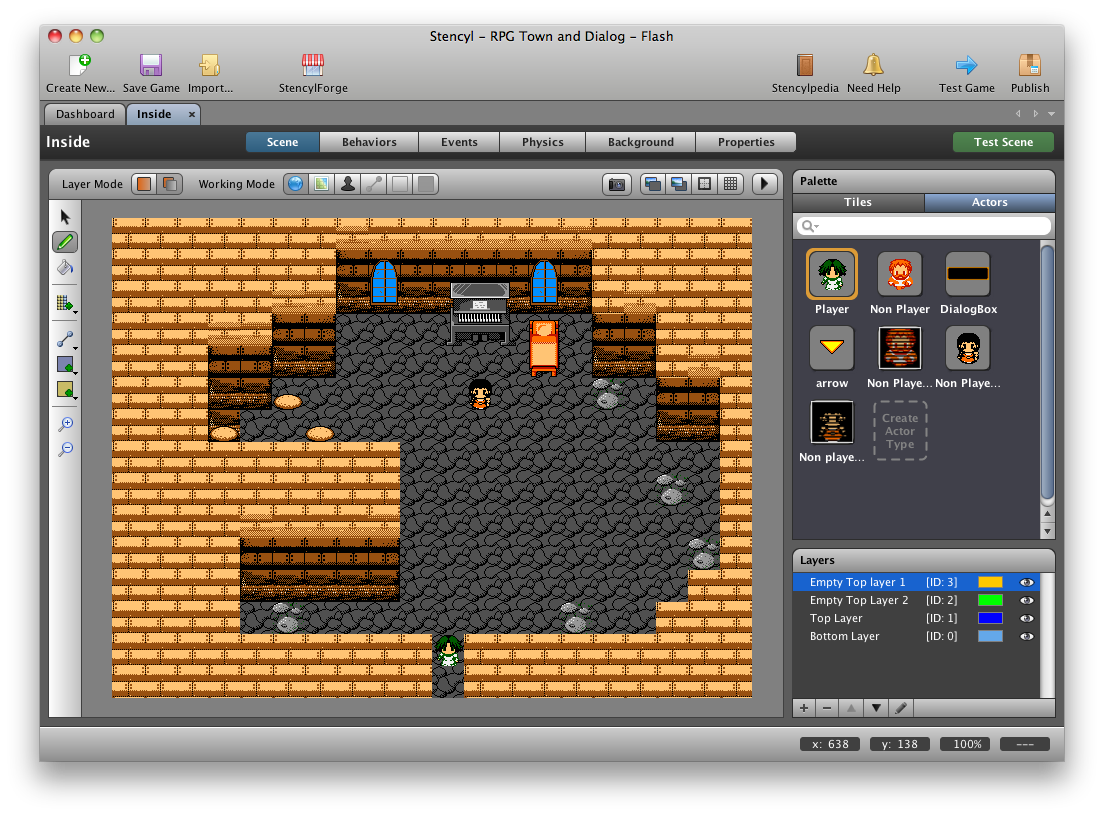 Stencyl – RPG Town and Dialog – Flash
Create New... Save Game Import... StencylForge Stencylpedia Need Help Test Game Publish
Dashboard Inside
Inside Scene Behaviors Events Physics Background Properties Test Scene
Layer Mode Working Mode
Palette
Tiles Actors
Player Non Player DialogBox
arrow Non Playe... Non Playe...
Create
Actor
Type
Non playe...
Layers
Empty Top layer 1 [ID: 3]
Empty Top Layer 2 [ID: 2]
Top Layer [ID: 1]
Bottom Layer [ID: 0]
x: 638 y: 138 100% ---